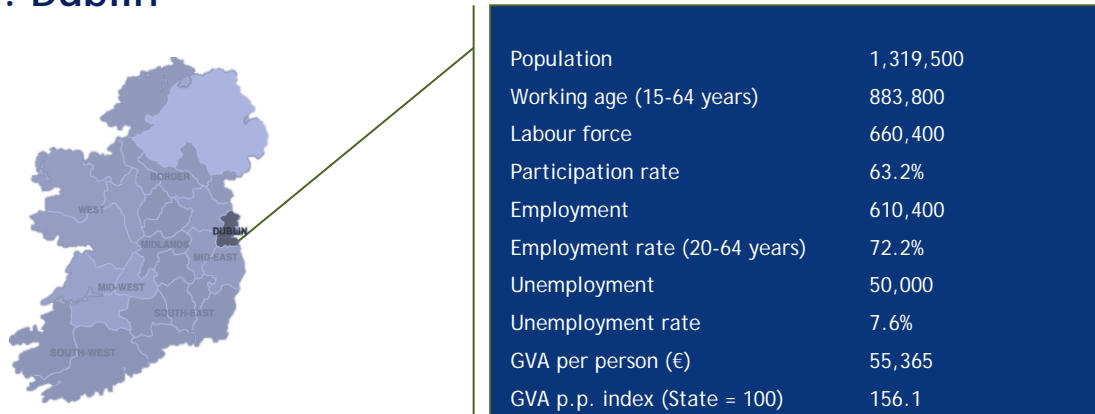 Dublin
Population 1,319,500
Working age (15-64 years) 883,800
Labour force 660,400
Participation rate 63.2%
Employment 610,400
Employment rate (20-64 years) 72.2%
Unemployment 50,000
Unemployment rate 7.6%
GVA per person (€) 55,365
GVA p.p. index (State = 100) 156.1
BORDER
WEST
DUBLIN
MIDLANDS
MID-EAST
MID-WEST
SOUTH-EAST
SOUTH-WEST